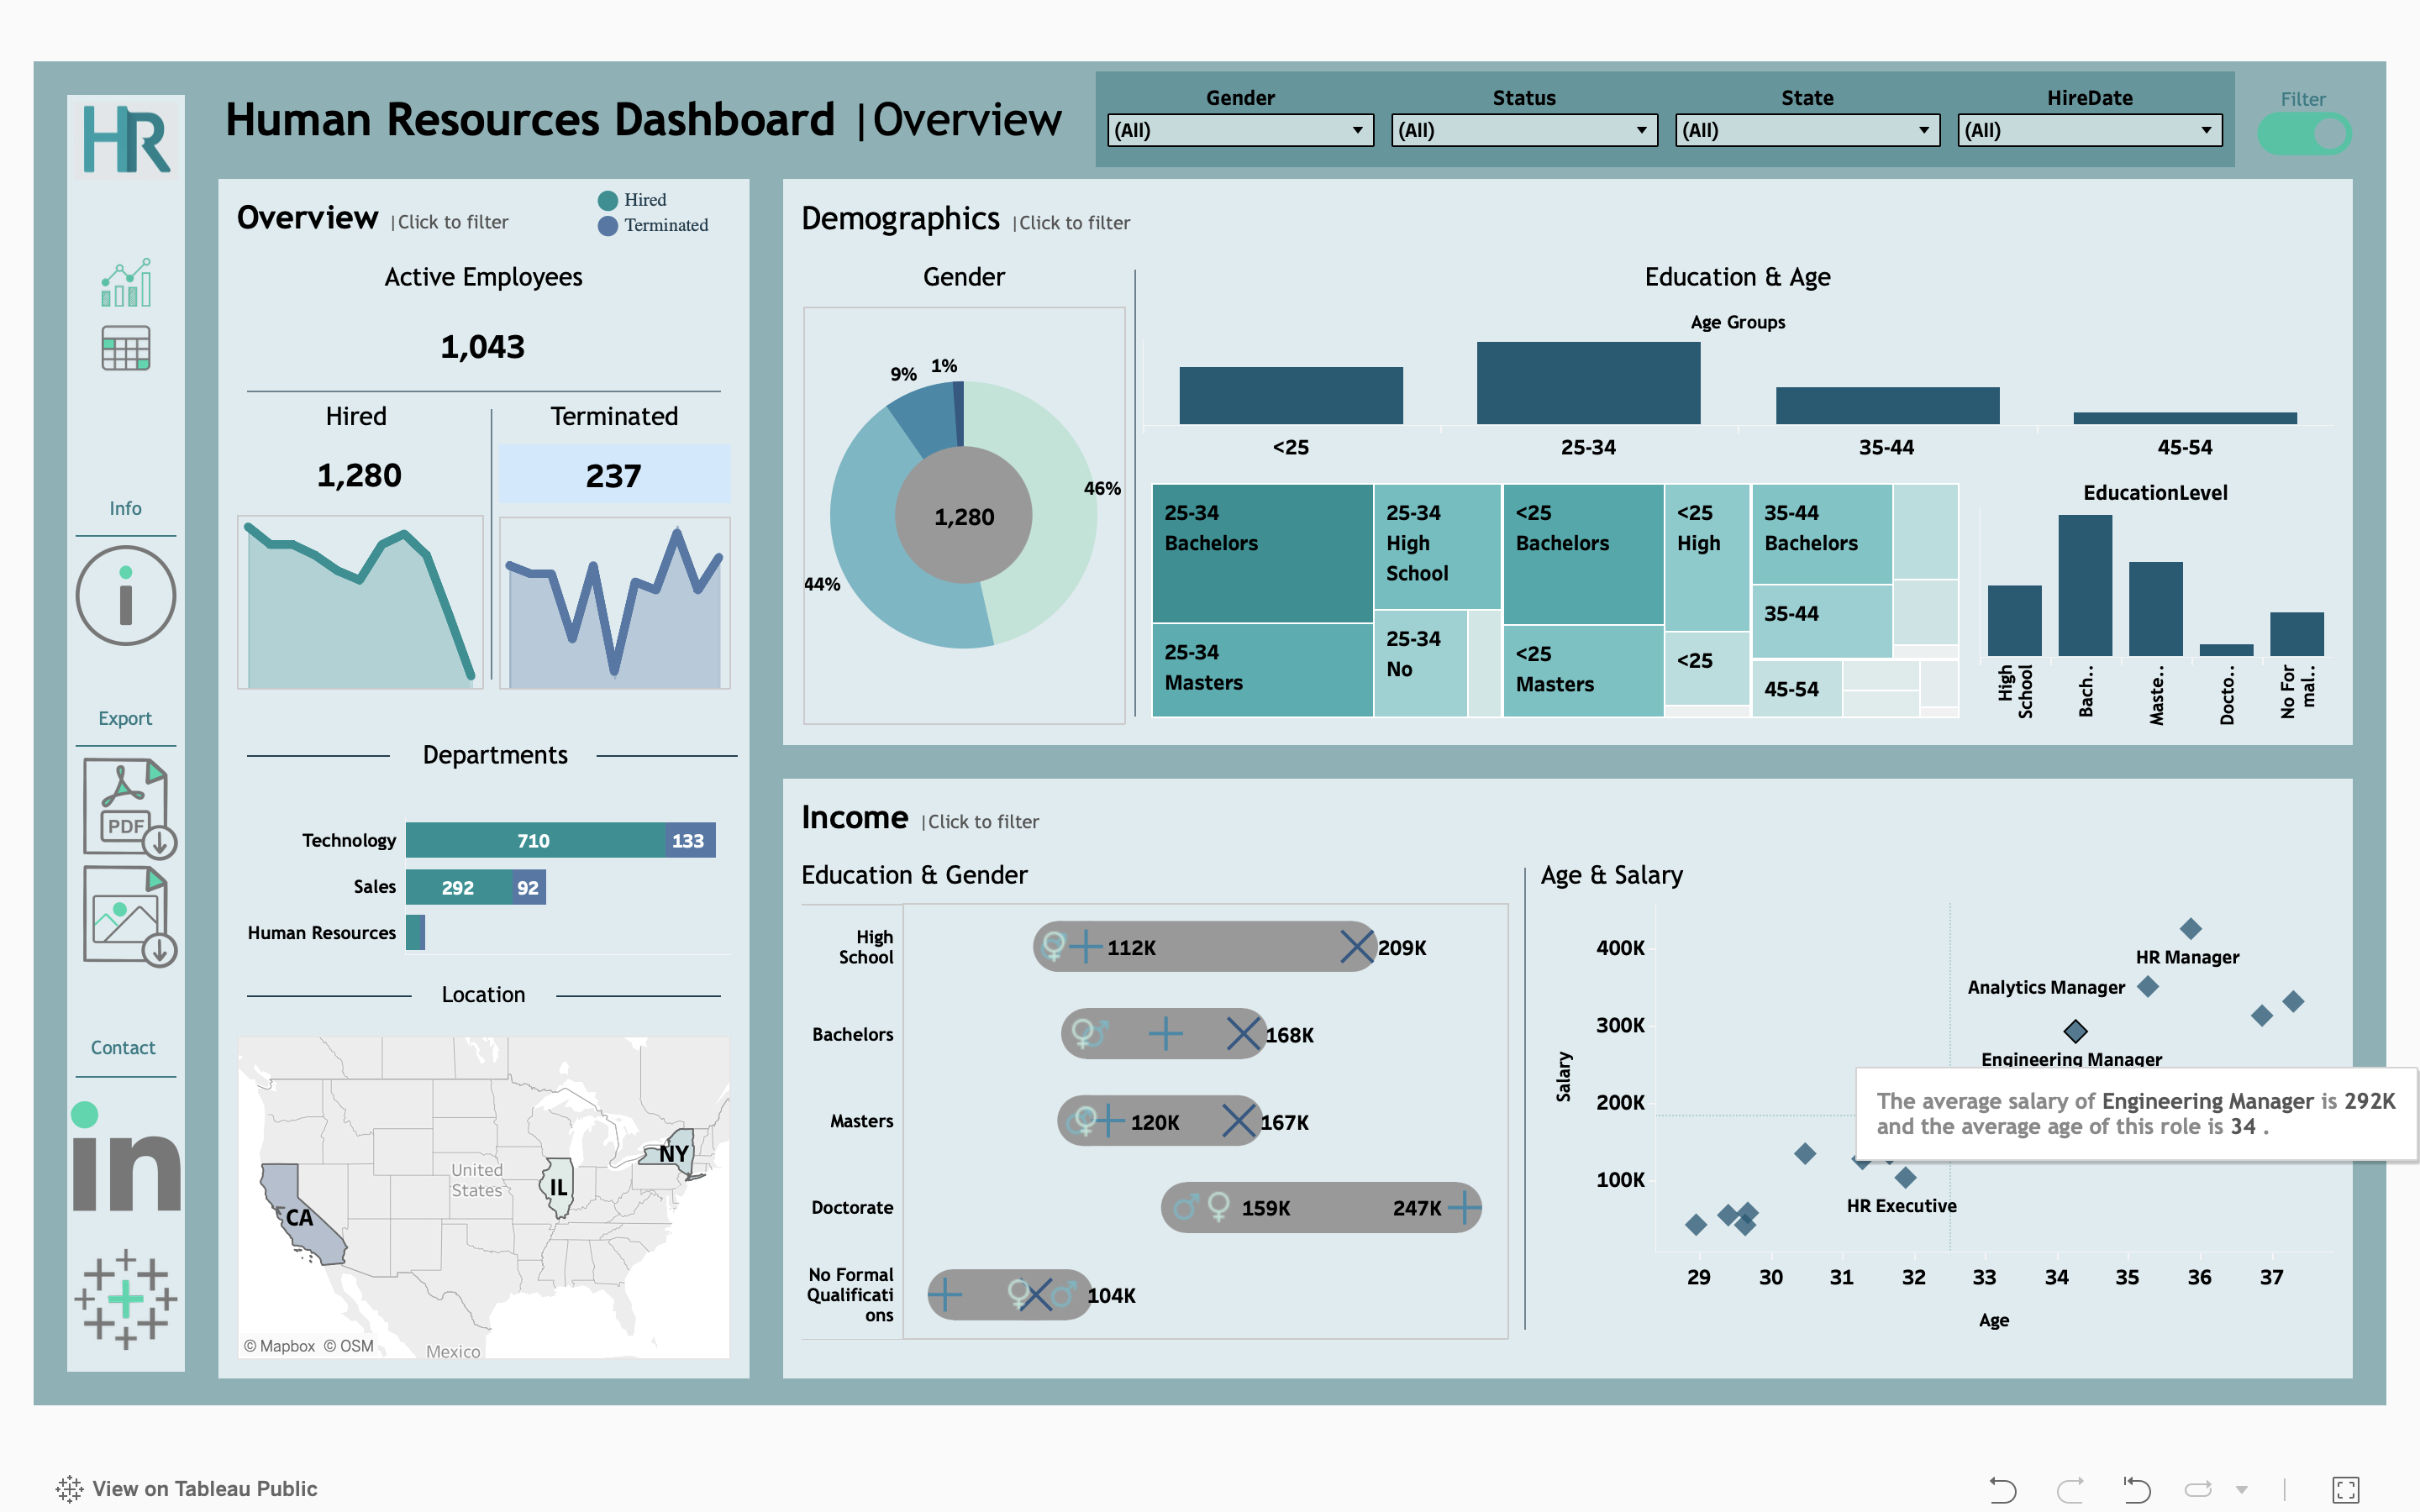 HR
Human Resources Dashboard |Overview
Gender
Status
State
HireDate
Filter
(All)
(All)
(All)
(All)
Info
Export
PDF
Contact
in
Overview |Click to filter
Hired
Terminated
Active Employees
1,043
Hired
Terminated
1,280
237
Departments
Technology
710
133
Sales
292
92
Human Resources
Location
United
States
CA
IL
NY
Mexico
© Mapbox © OSM
Demographics |Click to filter
Gender
1%
9%
46%
44%
1,280
Education & Age
Age Groups
<25
25-34
35-44
45-54
25-34
Bachelors
25-34
High
School
<25
Bachelors
<25
High
35-44
Bachelors
25-34
Masters
25-34
No
<25
Masters
<25
35-44
45-54
EducationLevel
High
School
Bach..
Maste..
Docto..
No For
mal..
Income |Click to filter
Education & Gender
High
School
112K
209K
Bachelors
168K
Masters
120K
167K
Doctorate
159K
247K
No Formal
Qualificati
ons
104K
Age & Salary
Salary
400K
300K
200K
100K
HR Manager
Analytics Manager
Engineering Manager
The average salary of Engineering Manager is 292K
and the average age of this role is 34 .
HR Executive
29
30
31
32
33
34
35
36
37
Age
View on Tableau Public